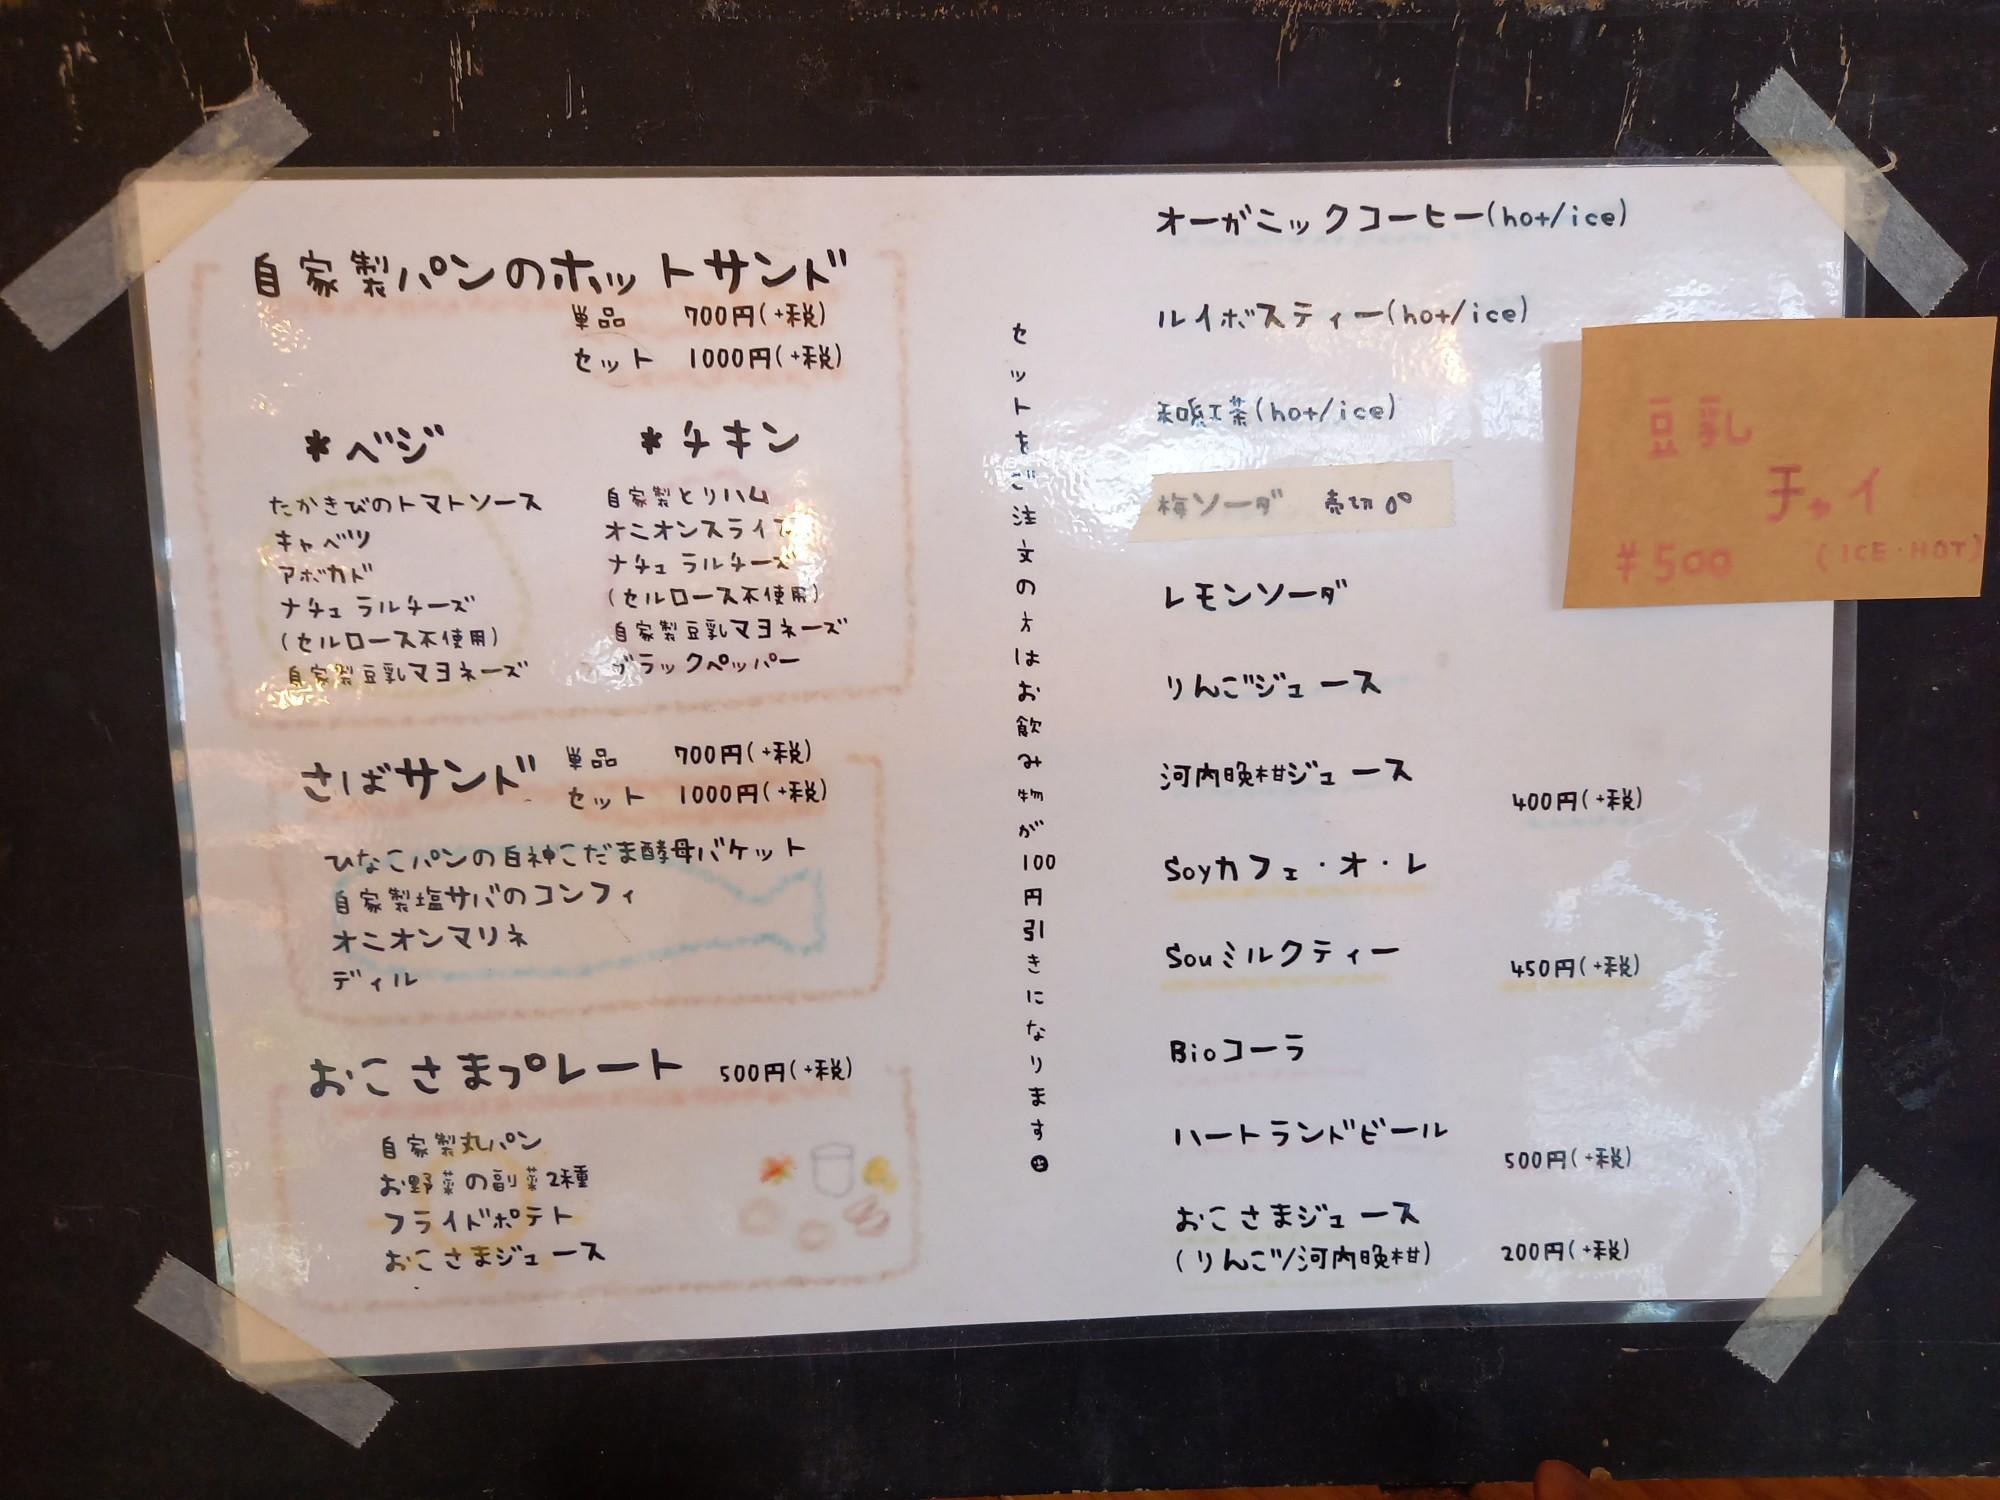 自家製パンのホットサンド
単品 700円(+税)
セット 1000円(+税)
*ベジ
たかきびのトマトソース
キャベツ
アボカド
ナチュラルチーズ
(セルロース不使用)
自家製豆乳マヨネーズ
*チキン
自家製とりハム
オニオンスライス
ナチュラルチーズ
(セルロース不使用)
自家製豆乳マヨネーズ
ブラックペッパー
さばサンド
単品 700円(+税)
セット 1000円(+税)
ひなこパンの白神こだま酵母バケット
自家製塩サバのコンフィ
オニオンマリネ
ディル
おこさまプレート 500円(+税)
自家製丸パン
お野菜の副菜2種
フライドポテト
おこさまジュース
セットをご注文の方はお飲み物が100円引きになります
オーガニックコーヒー(hot/ice)
ルイボスティー(hot/ice)
和紅茶(hot/ice)
梅ソーダ 売切
レモンソーダ
りんごジュース
河内晩柑ジュース
400円(+税)
Soyカフェ・オ・レ
Souミルクティー
450円(+税)
Bioコーラ
ハートランドビール
500円(+税)
おこさまジュース
(りんご/河内晩柑) 200円(+税)
豆乳
チャイ
¥500 (ICE・HOT)